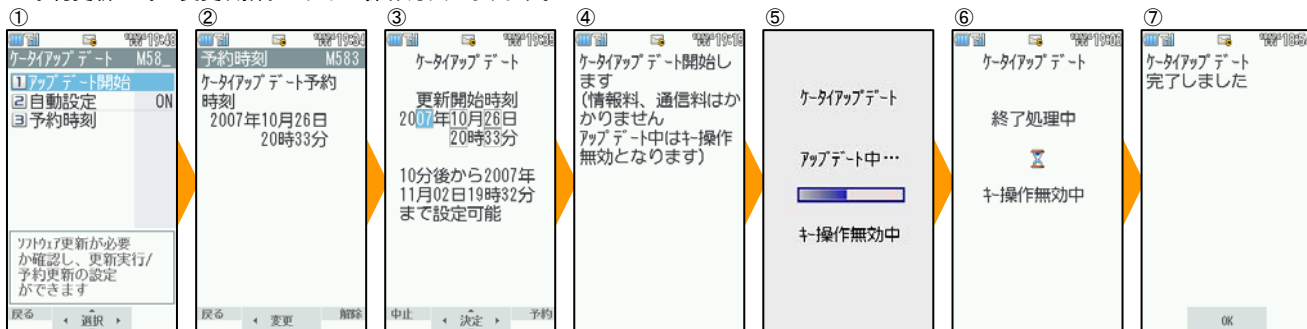 ①
ケータイアップデート M58_
1アップデート開始
2自動設定 ON
3予約時刻
ソフトウェア更新が必要
か確認し、更新実行/
予約更新の設定
ができます
戻る 選択
②
予約時刻 M583
ケータイアップデート予約
時刻
2007年10月26日
20時33分
戻る 変更 解除
③
ケータイアップデート
更新開始時刻
2007年10月26日
20時33分
10分後から2007年
11月02日19時32分
まで設定可能
中止 決定 予約
④
ケータイアップデート開始し
ます
(情報料、通信料はか
かりません
アップデート中はキー操作
無効となります)
⑤
ケータイアップデート
アップデート中…
キー操作無効中
⑥
ケータイアップデート
終了処理中
キー操作無効中
⑦
ケータイアップデート
完了しました
OK